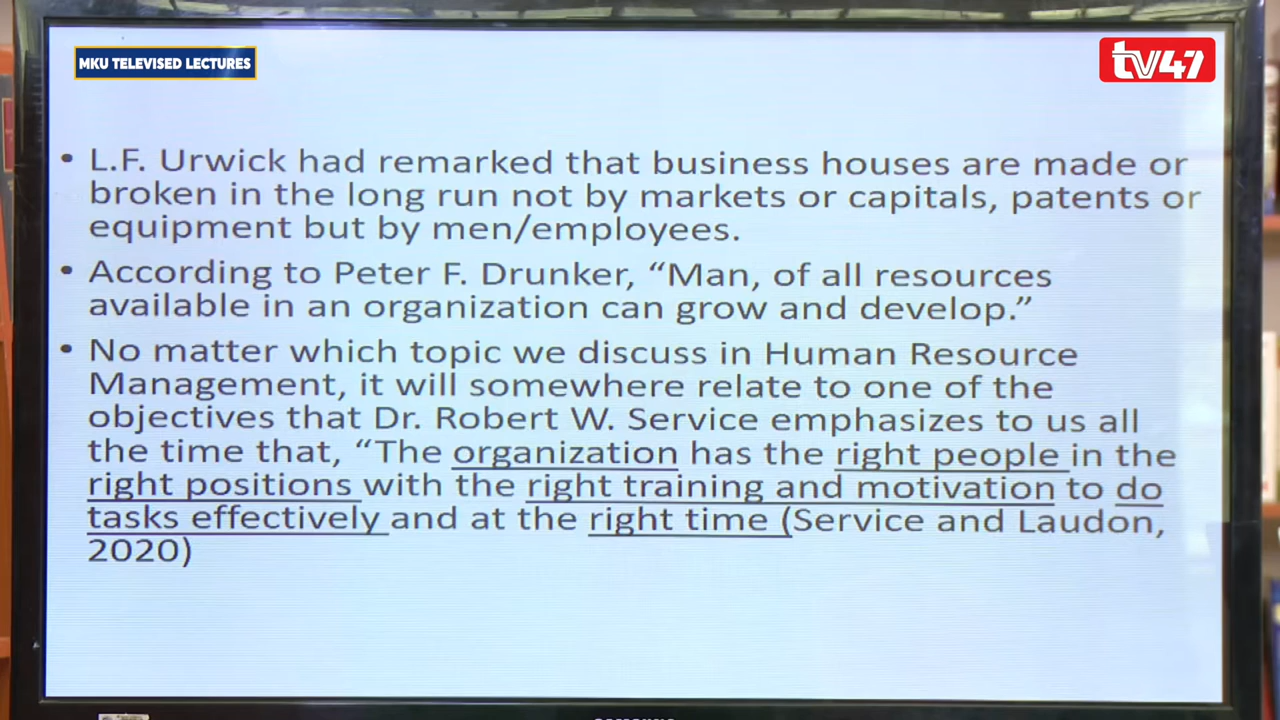 MKU TELEVISED LECTURES
tv47
• L.F. Urwick had remarked that business houses are made or
broken in the long run not by markets or capitals, patents or
equipment but by men/employees.
• According to Peter F. Drunker, “Man, of all resources
available in an organization can grow and develop.”
• No matter which topic we discuss in Human Resource
Management, it will somewhere relate to one of the
objectives that Dr. Robert W. Service emphasizes to us all
the time that, “The organization has the right people in the
right positions with the right training and motivation to do
tasks effectively and at the right time (Service and Laudon,
2020)